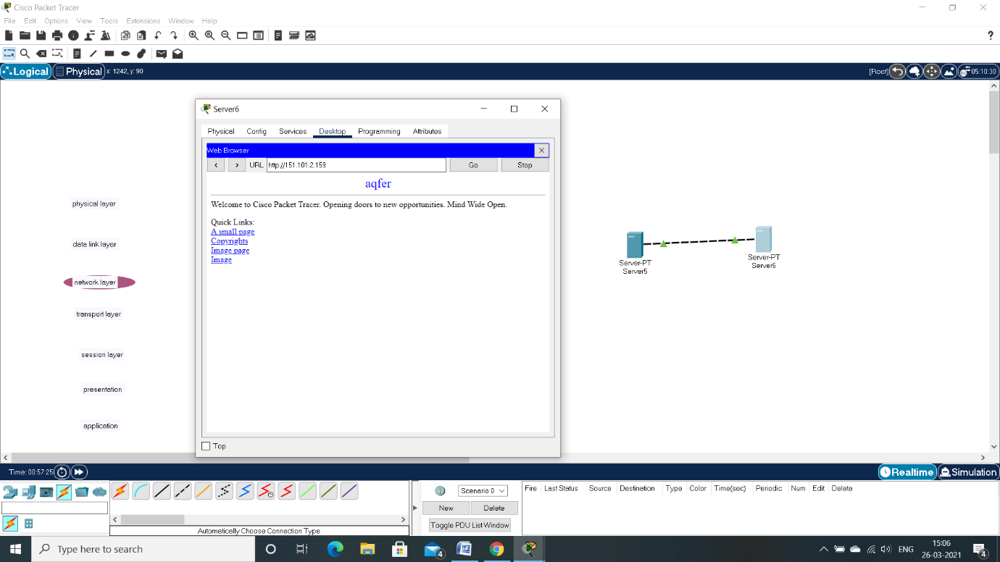 Cisco Packet Tracer
File Edit Options View Tools Extensions Window Help
?
Logical Physical x: 1242, y: 90 [Root] 05:10:30
Server6
Physical Config Services Desktop Programming Attributes
Web Browser X
< > URL http://151.101.2.159 Go Stop
aqfer
Welcome to Cisco Packet Tracer. Opening doors to new opportunities. Mind Wide Open.
Quick Links:
A small page
Copyrights
Image page
Image
Top
physical layer
data link layer
network layer
transport layer
session layer
presentation
application
Server-PT
Server5
Server-PT
Server6
Time: 00:57:25 Realtime Simulation
Automatically Choose Connection Type
Scenario 0
New Delete
Toggle PDU List Window
Fire Last Status Source Destination Type Color Time(sec) Periodic Num Edit Delete
Type here to search
4
ENG
15:06
26-03-2021
4